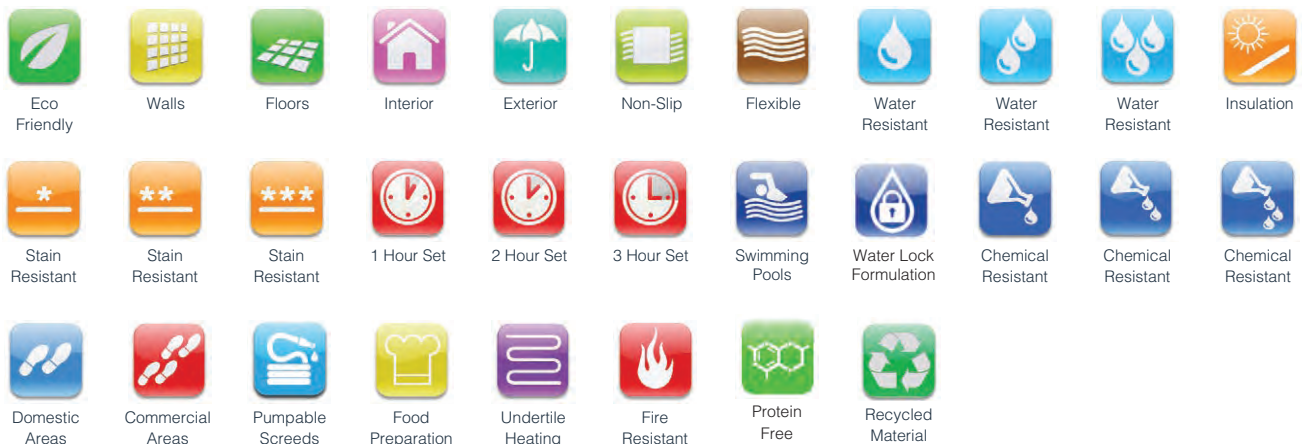 Eco Friendly
Walls
Floors
Interior
Exterior
Non-Slip
Flexible
Water Resistant
Water Resistant
Water Resistant
Insulation
* Stain Resistant
** Stain Resistant
*** Stain Resistant
1 Hour Set
2 Hour Set
3 Hour Set
Swimming Pools
Water Lock Formulation
Chemical Resistant
Chemical Resistant
Chemical Resistant
Domestic Areas
Commercial Areas
Pumpable Screeds
Food Preparation
Undertile Heating
Fire Resistant
Protein Free
Recycled Material